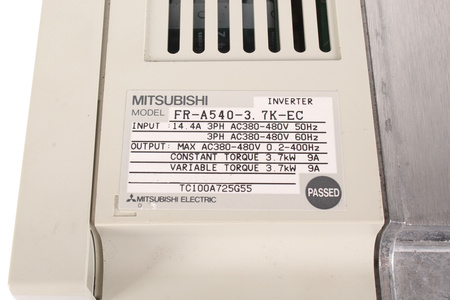 MITSUBISHI INVERTER
MODEL FR-A540-3.7K-EC
INPUT 14.4A 3PH AC380-480V 50Hz
3PH AC380-480V 60Hz
OUTPUT: MAX AC380-480V 0.2-400Hz
CONSTANT TORQUE 3.7kW 9A
VARIABLE TORQUE 3.7kW 9A
TC100A725G55
PASSED
MITSUBISHI ELECTRIC